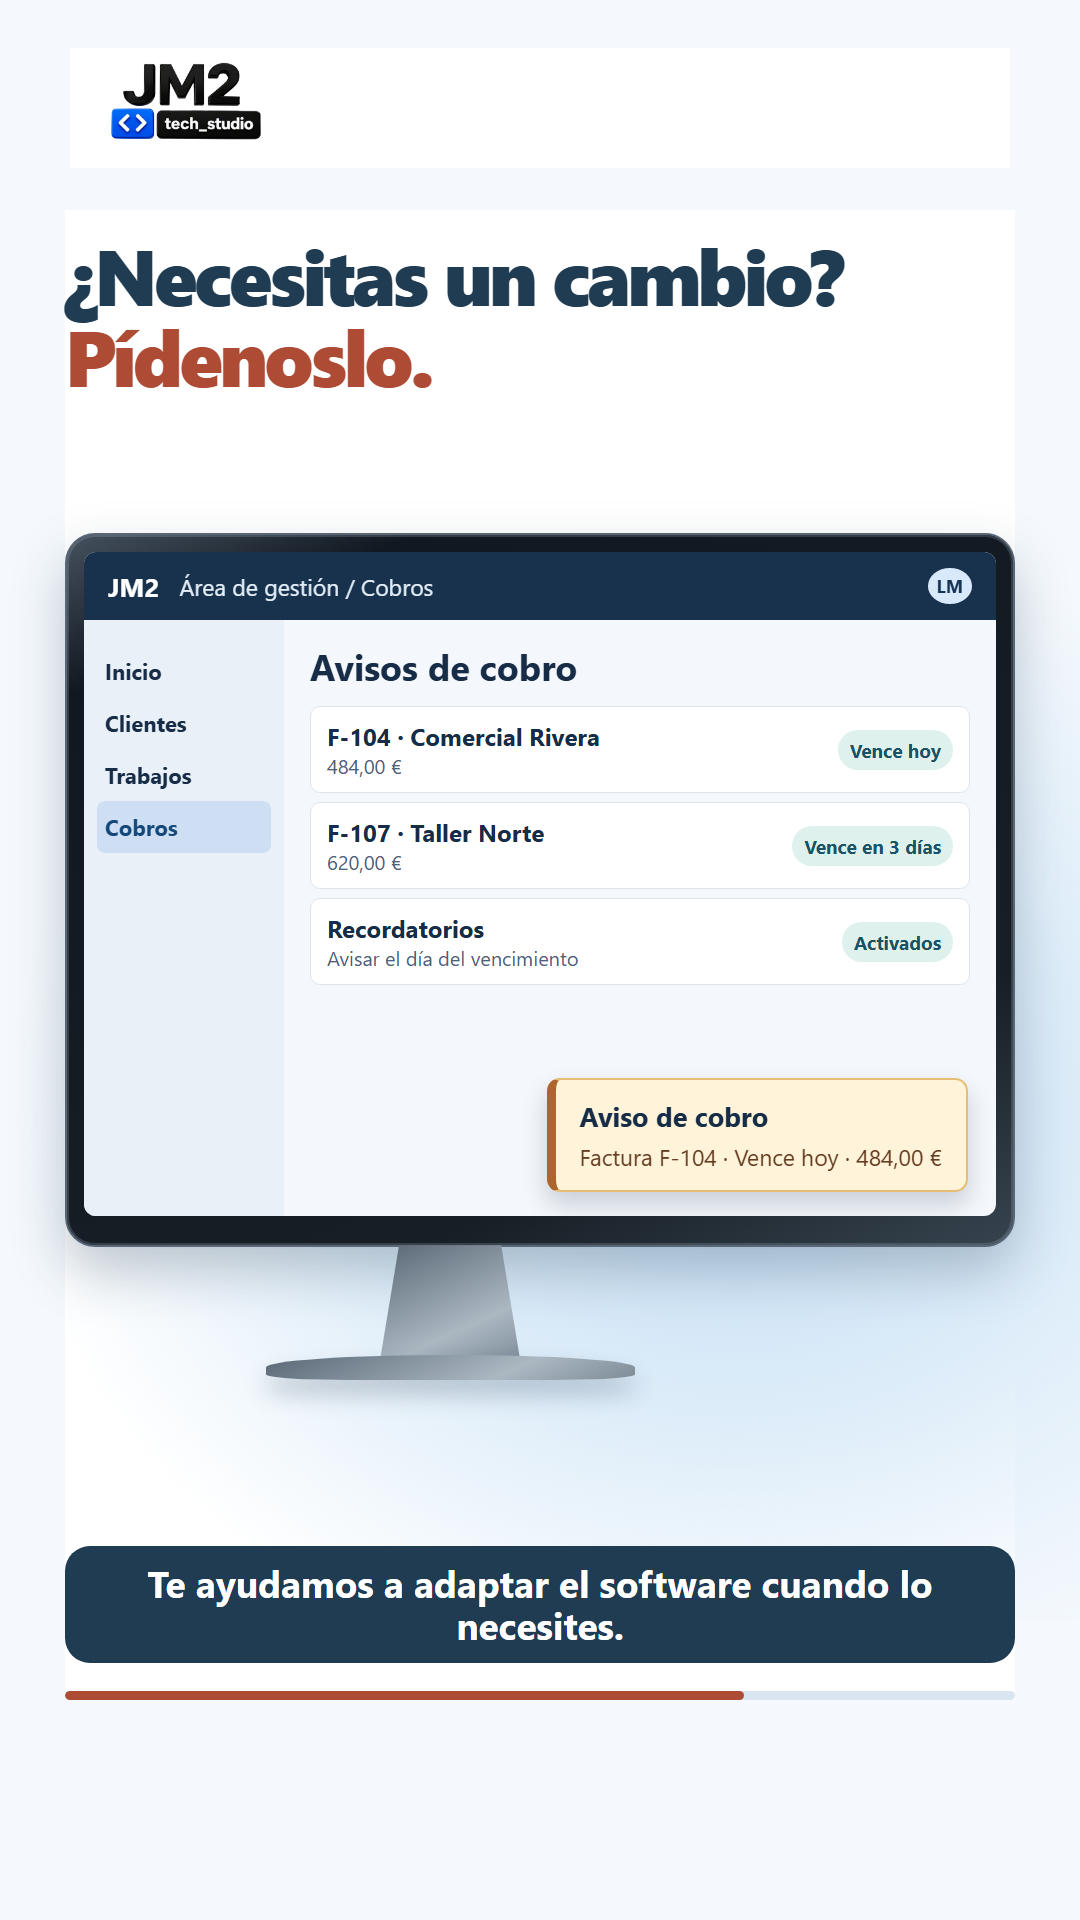 JM2
<> tech_studio
¿Necesitas un cambio?
Pídenoslo.
JM2 Área de gestión / Cobros LM
Inicio
Clientes
Trabajos
Cobros
Avisos de cobro
F-104 · Comercial Rivera
484,00 €
Vence hoy
F-107 · Taller Norte
620,00 €
Vence en 3 días
Recordatorios
Avisar el día del vencimiento
Activados
Aviso de cobro
Factura F-104 · Vence hoy · 484,00 €
Te ayudamos a adaptar el software cuando lo
necesites.